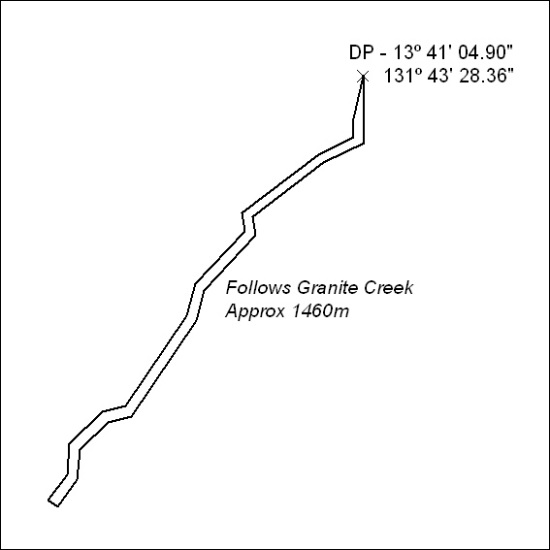 DP - 13º 41' 04.90"
131º 43' 28.36"
Follows Granite Creek
Approx 1460m